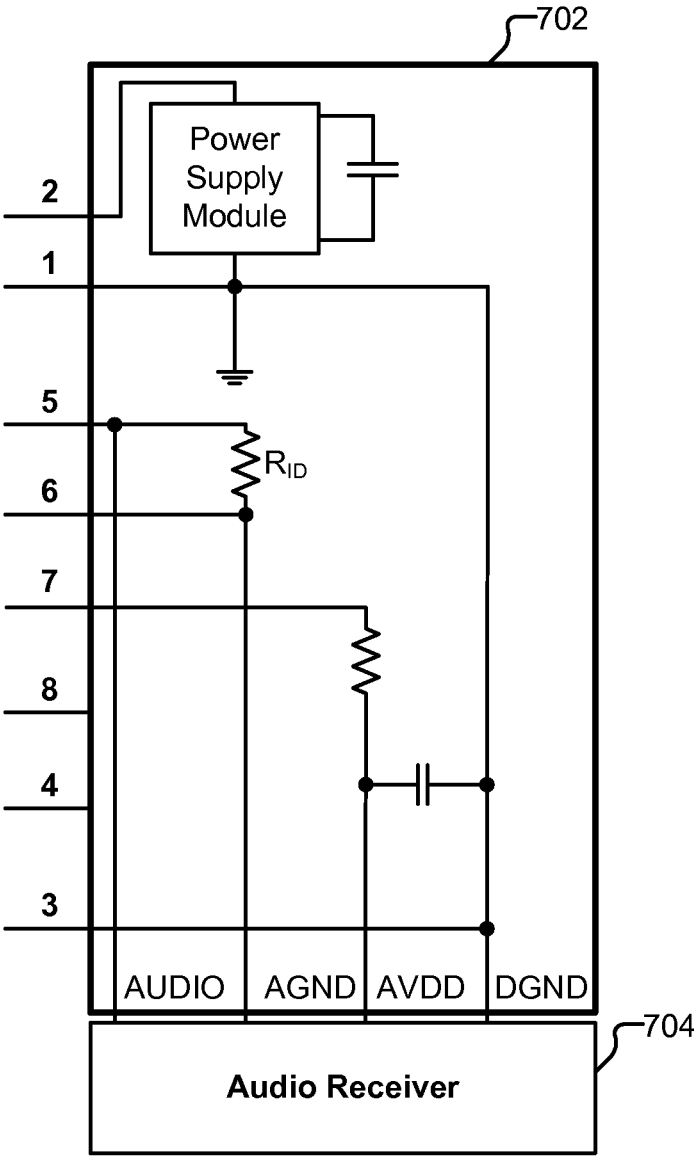 702
Power
Supply
Module
2
1
5
R_ID
6
7
8
4
3
AUDIO AGND AVDD DGND
704
Audio Receiver